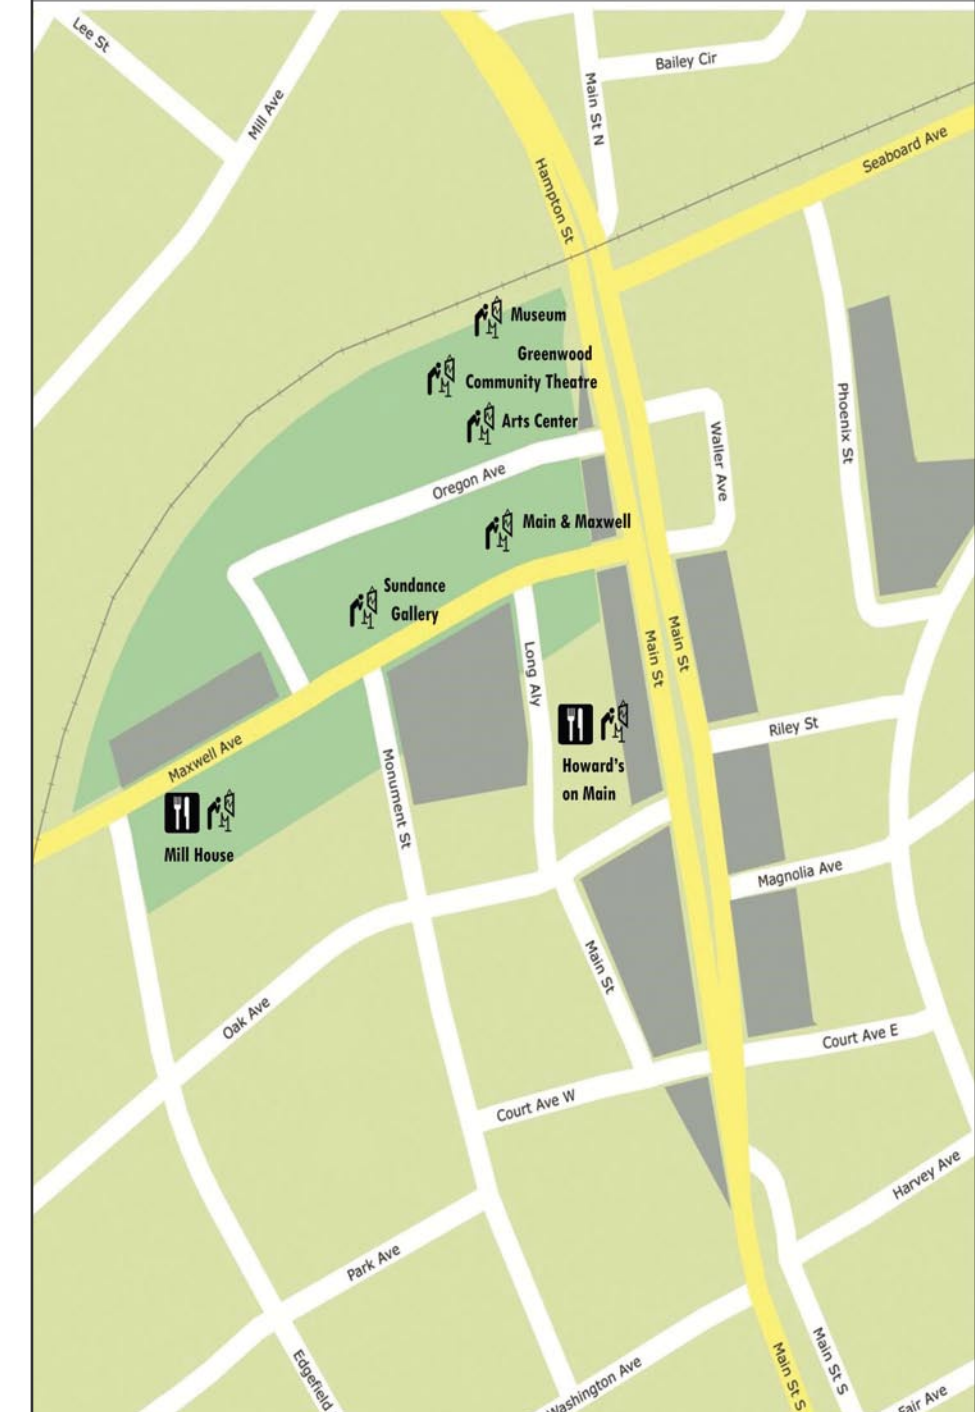 Lee St
Mill Ave
Main St N
Bailey Cir
Seaboard Ave
Hampton St
Museum
Greenwood
Community Theatre
Arts Center
Phoenix St
Waller Ave
Oregon Ave
Main & Maxwell
Sundance
Gallery
Long Aly
Main St
Main St
Howard's
on Main
Riley St
Maxwell Ave
Monument St
Mill House
Magnolia Ave
Main St
Oak Ave
Court Ave E
Court Ave W
Harvey Ave
Park Ave
Edgefield
Washington Ave
Main St S
Main St S
Fair Ave